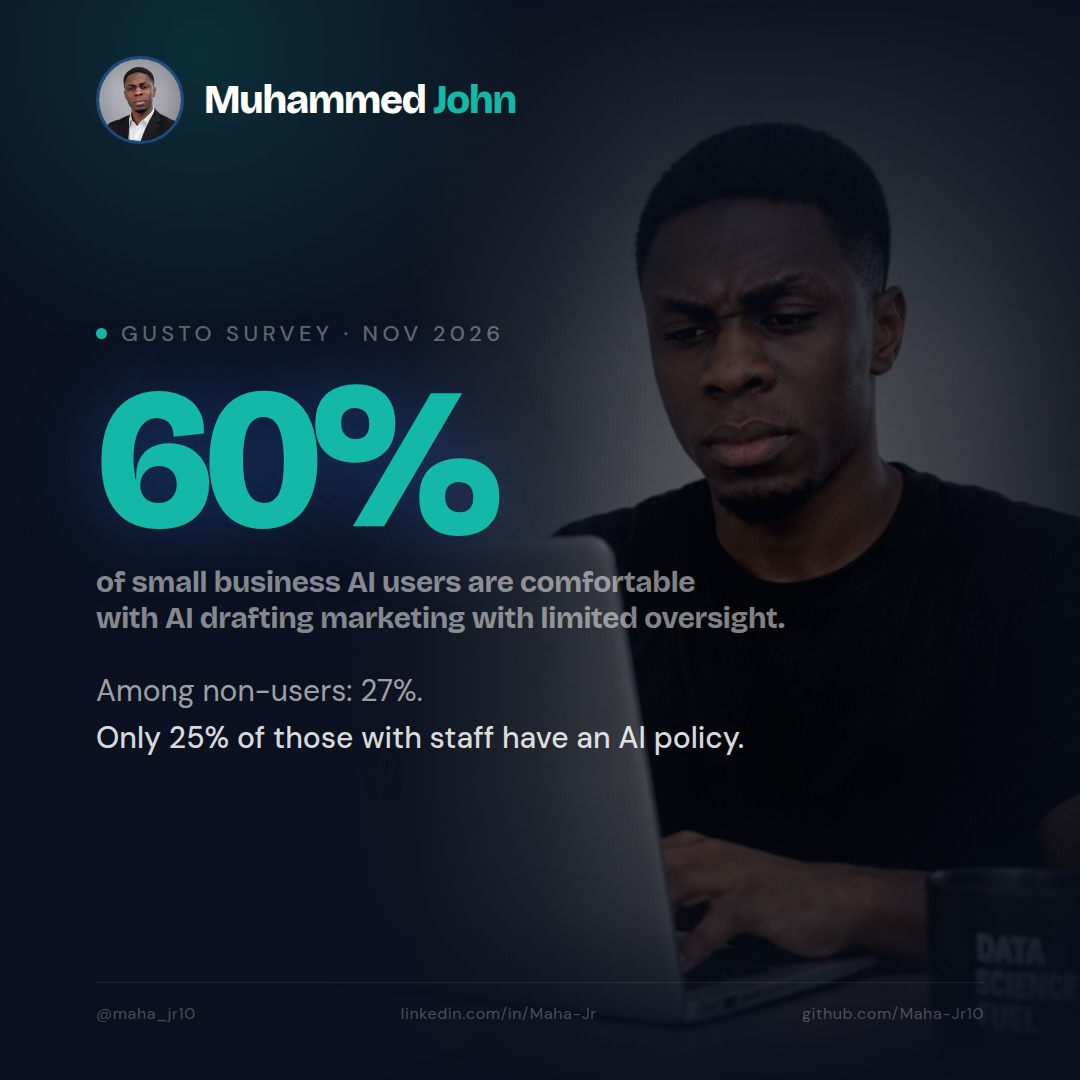 Muhammed John
GUSTO SURVEY · NOV 2026
60%
of small business AI users are comfortable
with AI drafting marketing with limited oversight.
Among non-users: 27%.
Only 25% of those with staff have an AI policy.
DATA
SCIENCE
FUEL
@maha_jr10
linkedin.com/in/Maha-Jr
github.com/Maha-Jr10